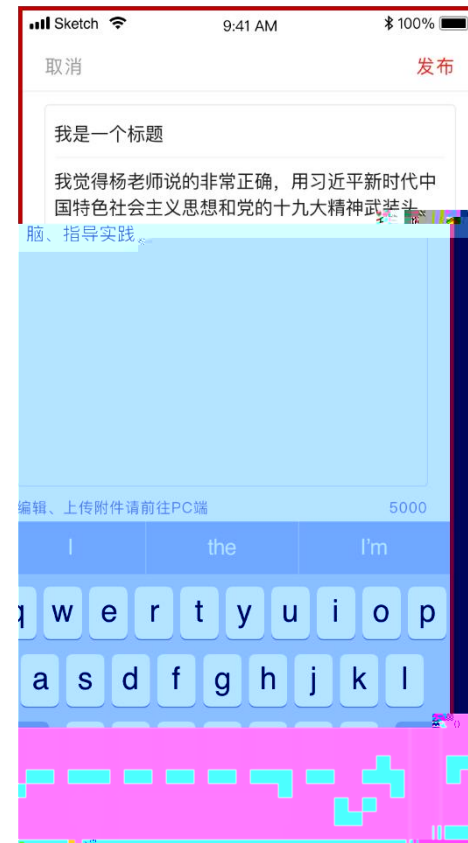 Sketch 9:41 AM 100%
取消 发布
我是一个标题
我觉得杨老师说的非常正确，用习近平新时代中
国特色社会主义思想和党的十九大精神武装头
脑、指导实践
编辑、上传附件请前往PC端 5000
I the I'm
q w e r t y u i o p
a s d f g h j k l